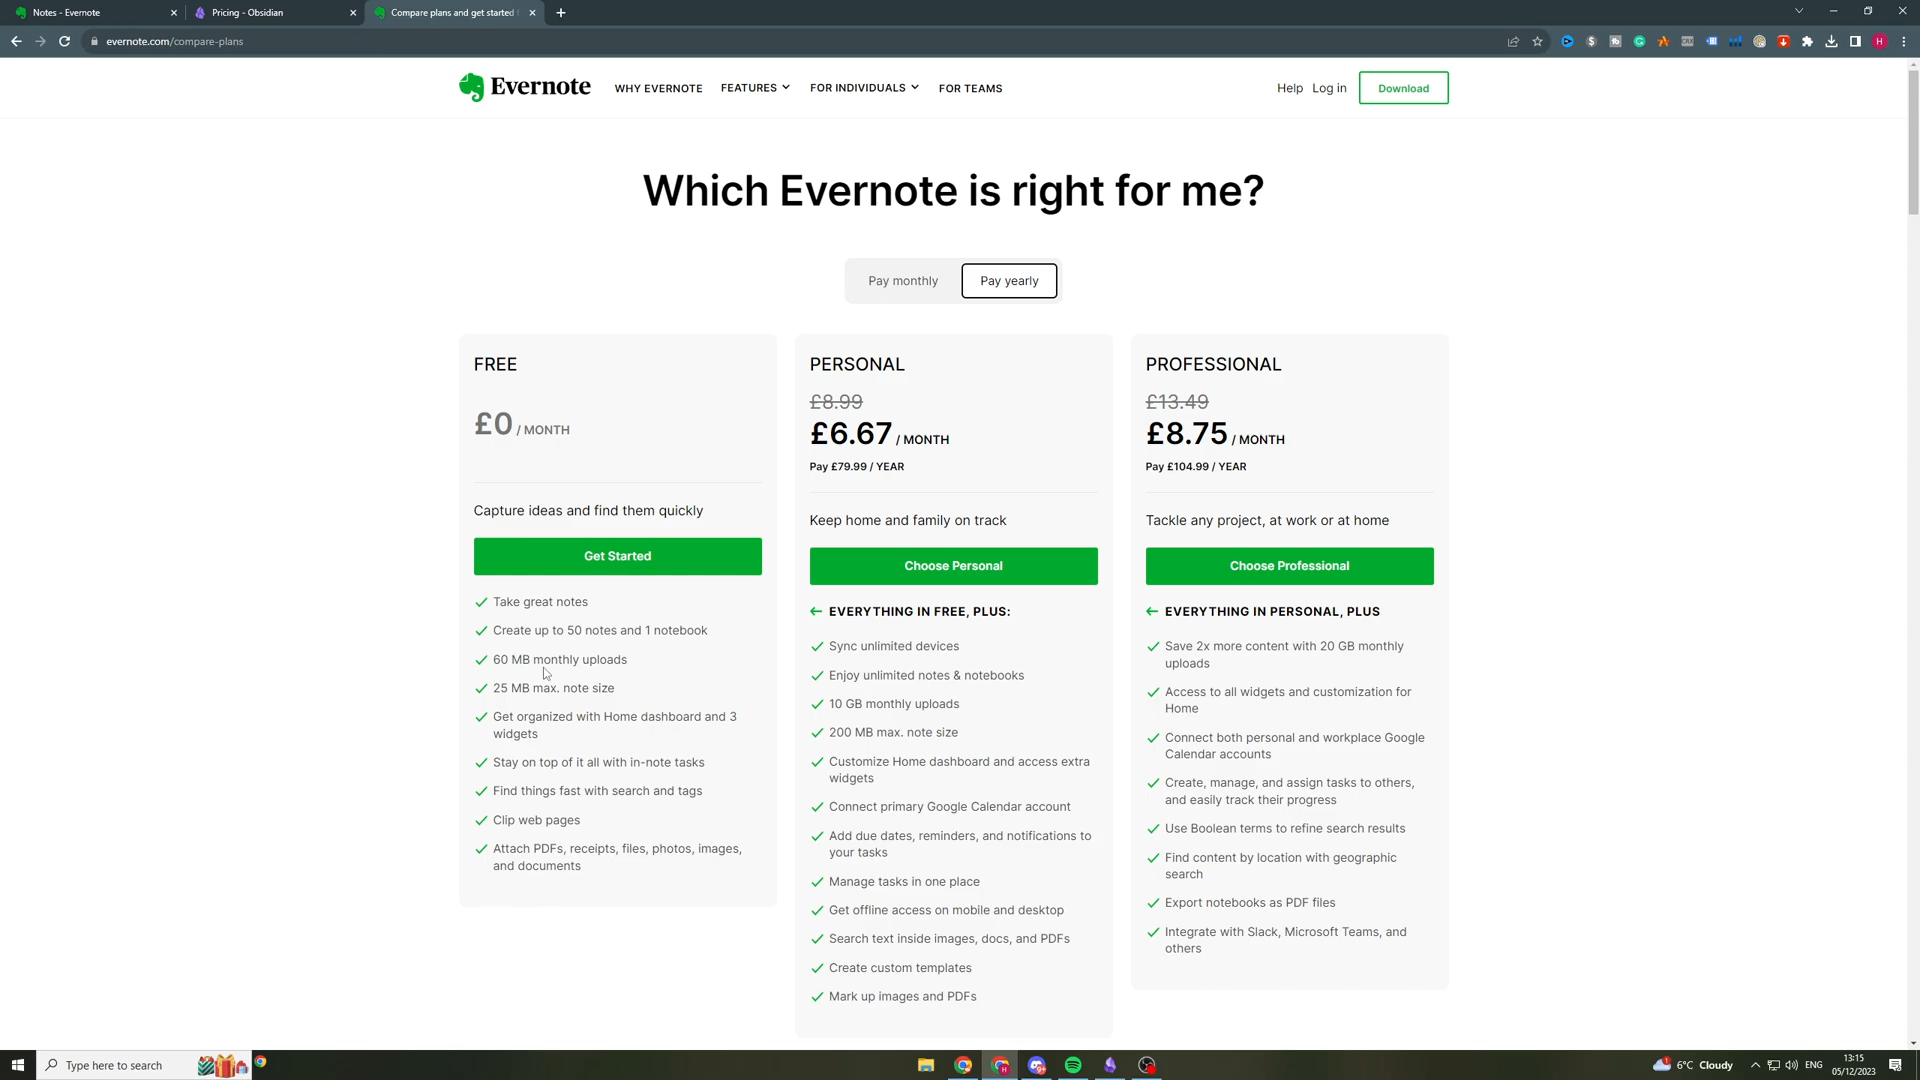 Notes - Evernote
Pricing - Obsidian
Compare plans and get started
evernote.com/compare-plans
H
Evernote
WHY EVERNOTE
FEATURES
FOR INDIVIDUALS
FOR TEAMS
Help
Log in
Download
Which Evernote is right for me?
Pay monthly
Pay yearly
FREE
£0 / MONTH
Capture ideas and find them quickly
Get Started
Take great notes
Create up to 50 notes and 1 notebook
60 MB monthly uploads
25 MB max. note size
Get organized with Home dashboard and 3
widgets
Stay on top of it all with in-note tasks
Find things fast with search and tags
Clip web pages
Attach PDFs, receipts, files, photos, images,
and documents
PERSONAL
£8.99
£6.67 / MONTH
Pay £79.99 / YEAR
Keep home and family on track
Choose Personal
EVERYTHING IN FREE, PLUS:
Sync unlimited devices
Enjoy unlimited notes & notebooks
10 GB monthly uploads
200 MB max. note size
Customize Home dashboard and access extra
widgets
Connect primary Google Calendar account
Add due dates, reminders, and notifications to
your tasks
Manage tasks in one place
Get offline access on mobile and desktop
Search text inside images, docs, and PDFs
Create custom templates
Mark up images and PDFs
PROFESSIONAL
£13.49
£8.75 / MONTH
Pay £104.99 / YEAR
Tackle any project, at work or at home
Choose Professional
EVERYTHING IN PERSONAL, PLUS
Save 2x more content with 20 GB monthly
uploads
Access to all widgets and customization for
Home
Connect both personal and workplace Google
Calendar accounts
Create, manage, and assign tasks to others,
and easily track their progress
Use Boolean terms to refine search results
Find content by location with geographic
search
Export notebooks as PDF files
Integrate with Slack, Microsoft Teams, and
others
Type here to search
6°C Cloudy
ENG
13:15
05/12/2023